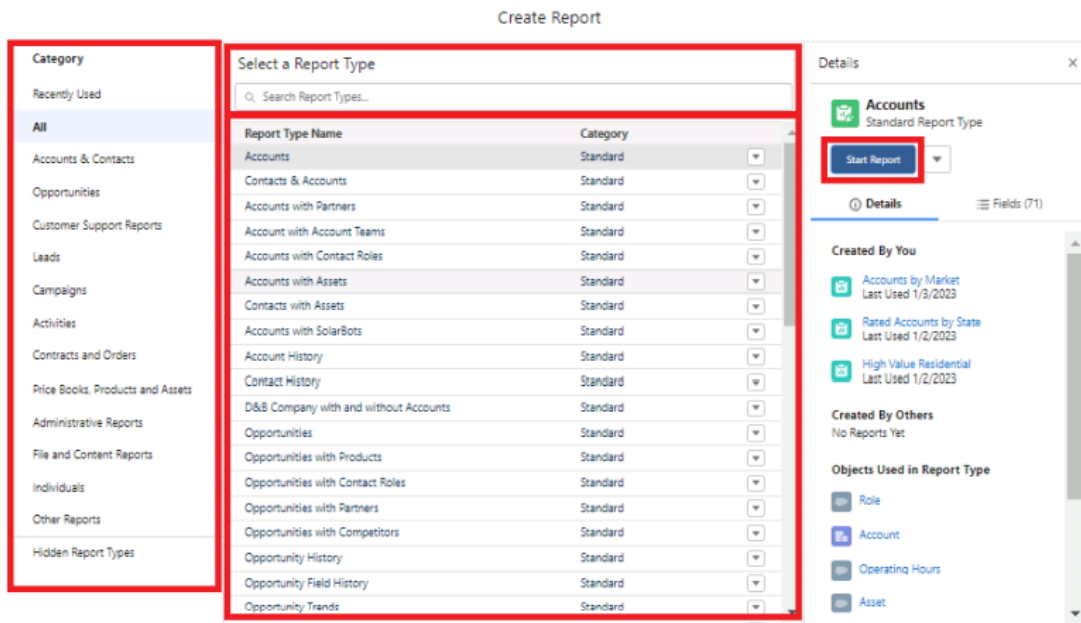 Create Report
Category
Recently Used
All
Accounts & Contacts
Opportunities
Customer Support Reports
Leads
Campaigns
Activities
Contracts and Orders
Price Books, Products and Assets
Administrative Reports
File and Content Reports
Individuals
Other Reports
Hidden Report Types
Select a Report Type
Search Report Types...
Report Type Name Category
Accounts Standard
Contacts & Accounts Standard
Accounts with Partners Standard
Account with Account Teams Standard
Accounts with Contact Roles Standard
Accounts with Assets Standard
Contacts with Assets Standard
Accounts with SolarBots Standard
Account History Standard
Contact History Standard
D&B Company with and without Accounts Standard
Opportunities Standard
Opportunities with Products Standard
Opportunities with Contact Roles Standard
Opportunities with Partners Standard
Opportunities with Competitors Standard
Opportunity History Standard
Opportunity Field History Standard
Opportunity Trends Standard
Details
Accounts
Standard Report Type
Start Report
Details Fields (71)
Created By You
Accounts by Market
Last Used 1/3/2023
Rated Accounts by State
Last Used 1/2/2023
High Value Residential
Last Used 1/2/2023
Created By Others
No Reports Yet
Objects Used in Report Type
Role
Account
Operating Hours
Asset